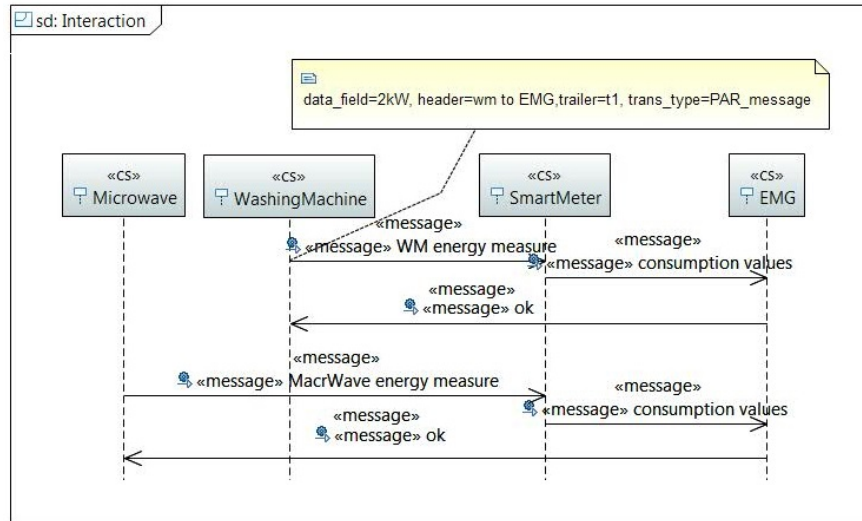 sd: Interaction
data_field=2kW, header=wm to EMG,trailer=t1, trans_type=PAR_message
«cs»
Microwave
«cs»
WashingMachine
«cs»
SmartMeter
«cs»
EMG
«message»
«message» WM energy measure
«message»
«message» consumption values
«message»
«message» ok
«message»
«message» MacrWave energy measure
«message»
«message» consumption values
«message»
«message» ok